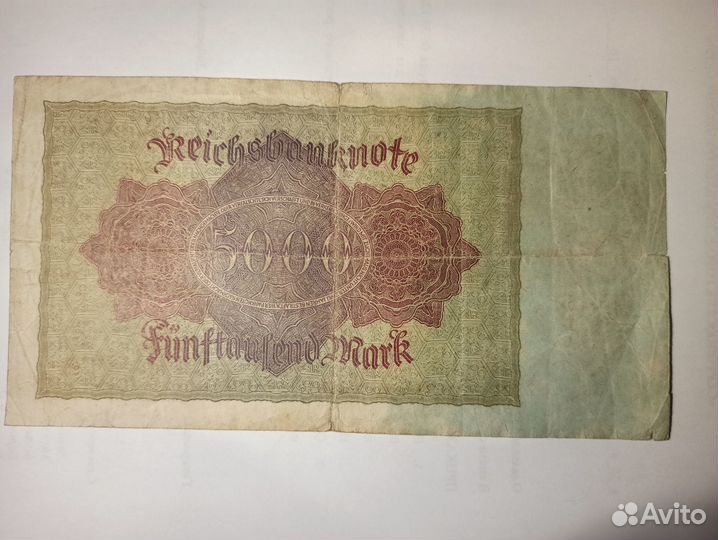 Reichsbanknote
5000
Fünftausend Mark
Avito